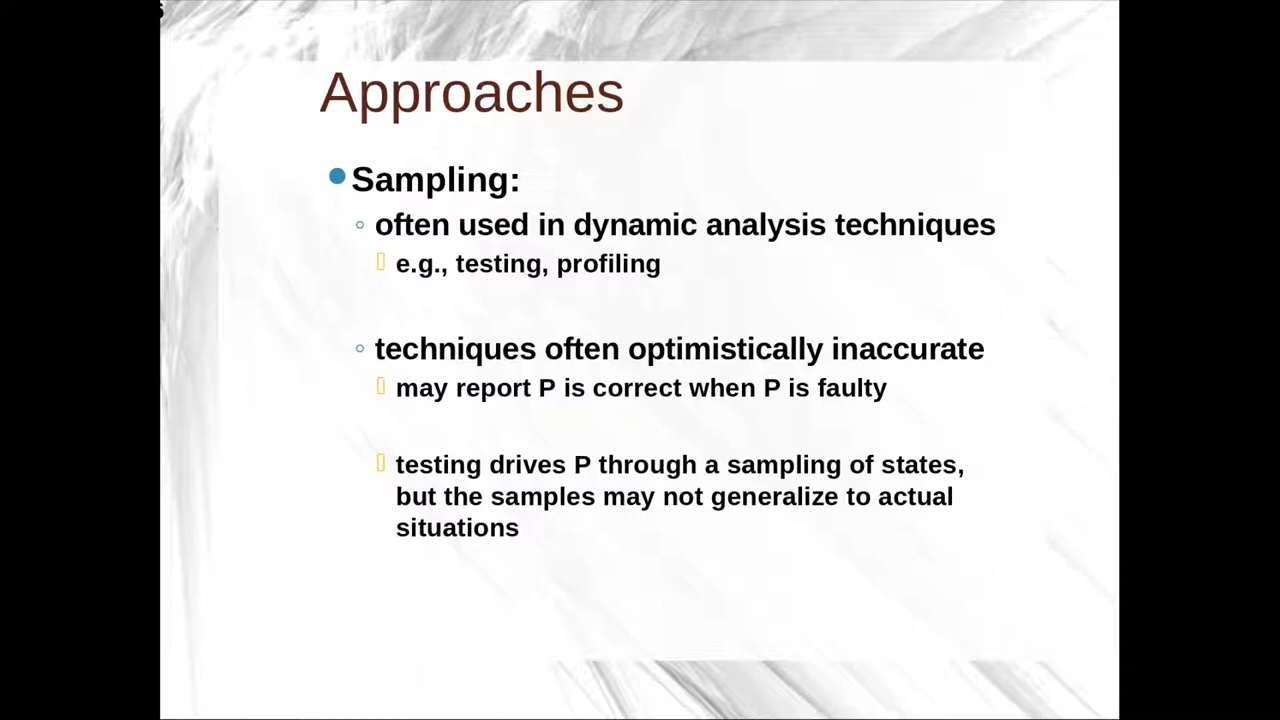 Approaches
Sampling:
often used in dynamic analysis techniques
e.g., testing, profiling
techniques often optimistically inaccurate
may report P is correct when P is faulty
testing drives P through a sampling of states,
but the samples may not generalize to actual
situations